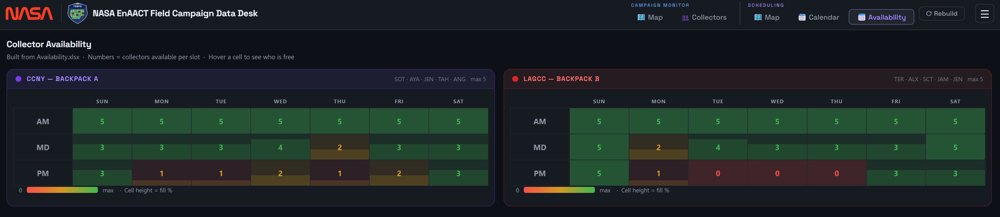 NASA
TEMPO
NASA EnAACT Field Campaign Data Desk
CAMPAIGN MONITOR
Map
Collectors
SCHEDULING
Map
Calendar
Availability
Rebuild
Collector Availability
Built from Availability.xlsx · Numbers = collectors available per slot · Hover a cell to see who is free
CCNY — BACKPACK A
SOT · AYA · JEN · TAH · ANG max 5
SUN MON TUE WED THU FRI SAT
AM 5 5 5 5 5 5 5
MD 3 3 3 4 2 3 3
PM 3 1 1 2 1 2 3
0 max · Cell height = fill %
LAGCC — BACKPACK B
TER · ALX · SCT · JAM · JEN max 5
SUN MON TUE WED THU FRI SAT
AM 5 5 5 5 5 5 5
MD 5 2 4 3 3 3 5
PM 5 1 0 0 0 3 3
0 max · Cell height = fill %